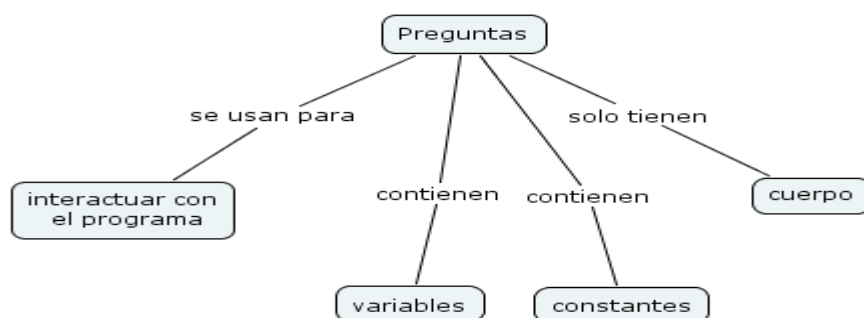 Preguntas
se usan para
solo tienen
interactuar con
el programa
contienen
contienen
cuerpo
variables
constantes